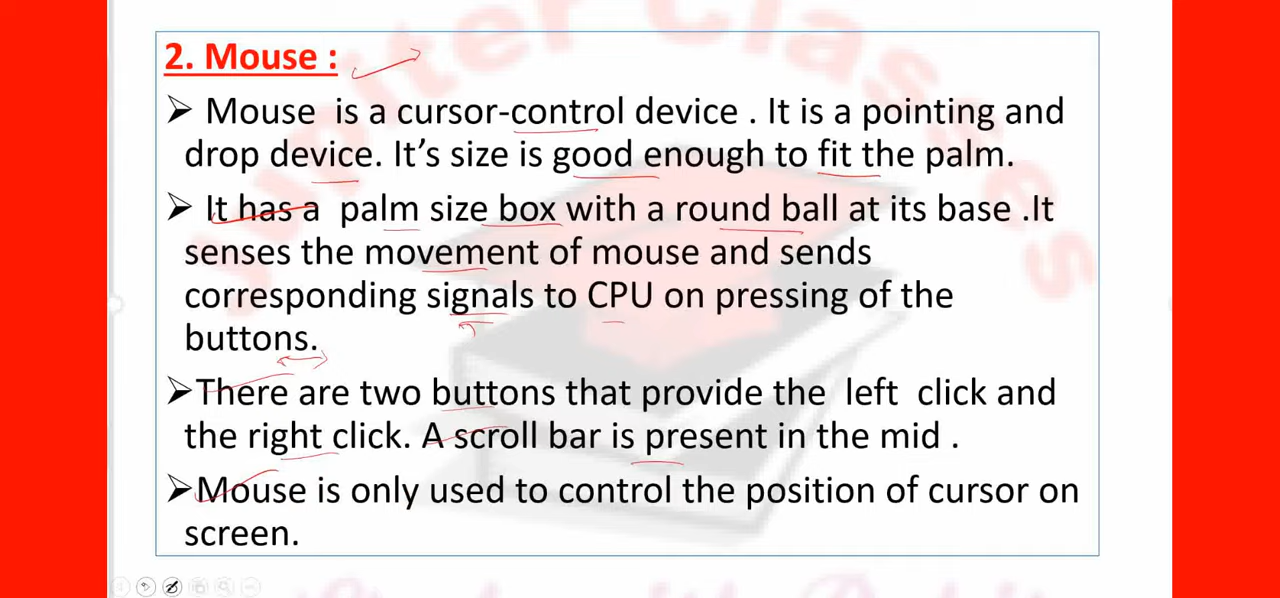 2. Mouse :
➢ Mouse is a cursor-control device . It is a pointing and
drop device. It's size is good enough to fit the palm.
➢ It has a palm size box with a round ball at its base .It
senses the movement of mouse and sends
corresponding signals to CPU on pressing of the
buttons.
➢There are two buttons that provide the left click and
the right click. A scroll bar is present in the mid .
➢Mouse is only used to control the position of cursor on
screen.